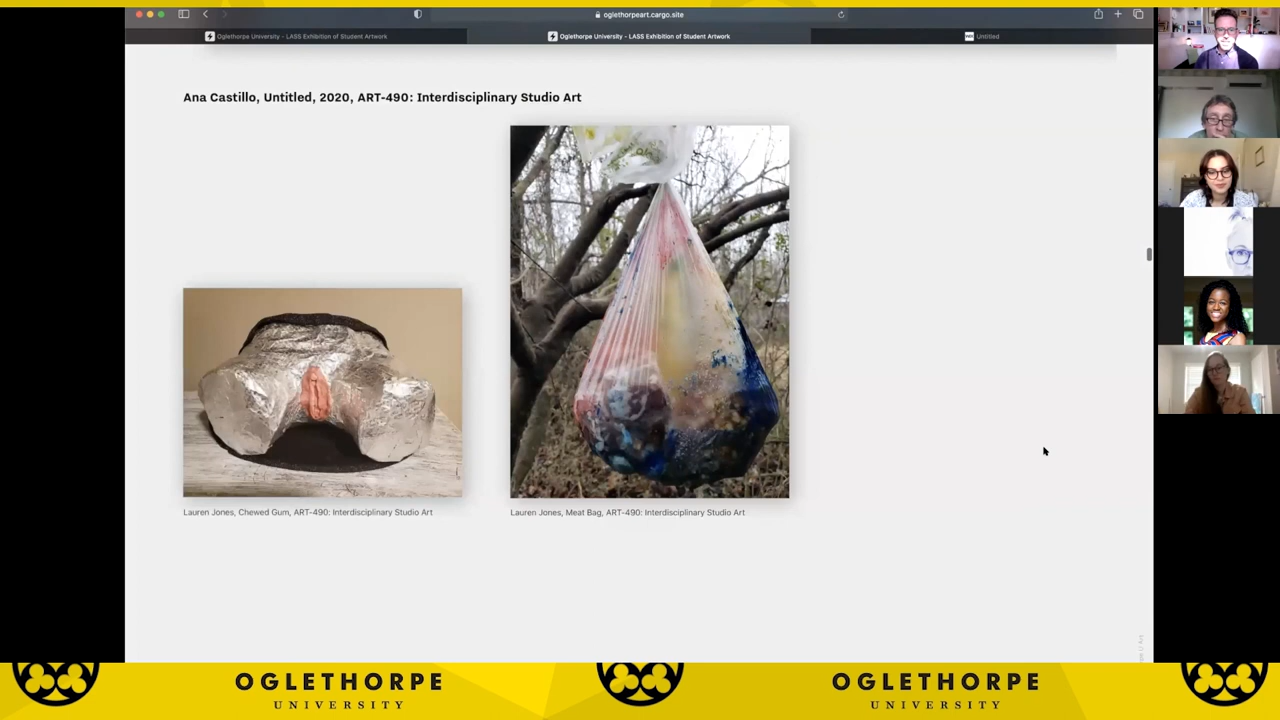 oglethorpeart.cargo.site
Oglethorpe University - LASS Exhibition of Student Artwork
Oglethorpe University - LASS Exhibition of Student Artwork
Untitled
Ana Castillo, Untitled, 2020, ART-490: Interdisciplinary Studio Art
Lauren Jones, Chewed Gum, ART-490: Interdisciplinary Studio Art
Lauren Jones, Meat Bag, ART-490: Interdisciplinary Studio Art
OGLETHORPE
UNIVERSITY
OGLETHORPE
UNIVERSITY